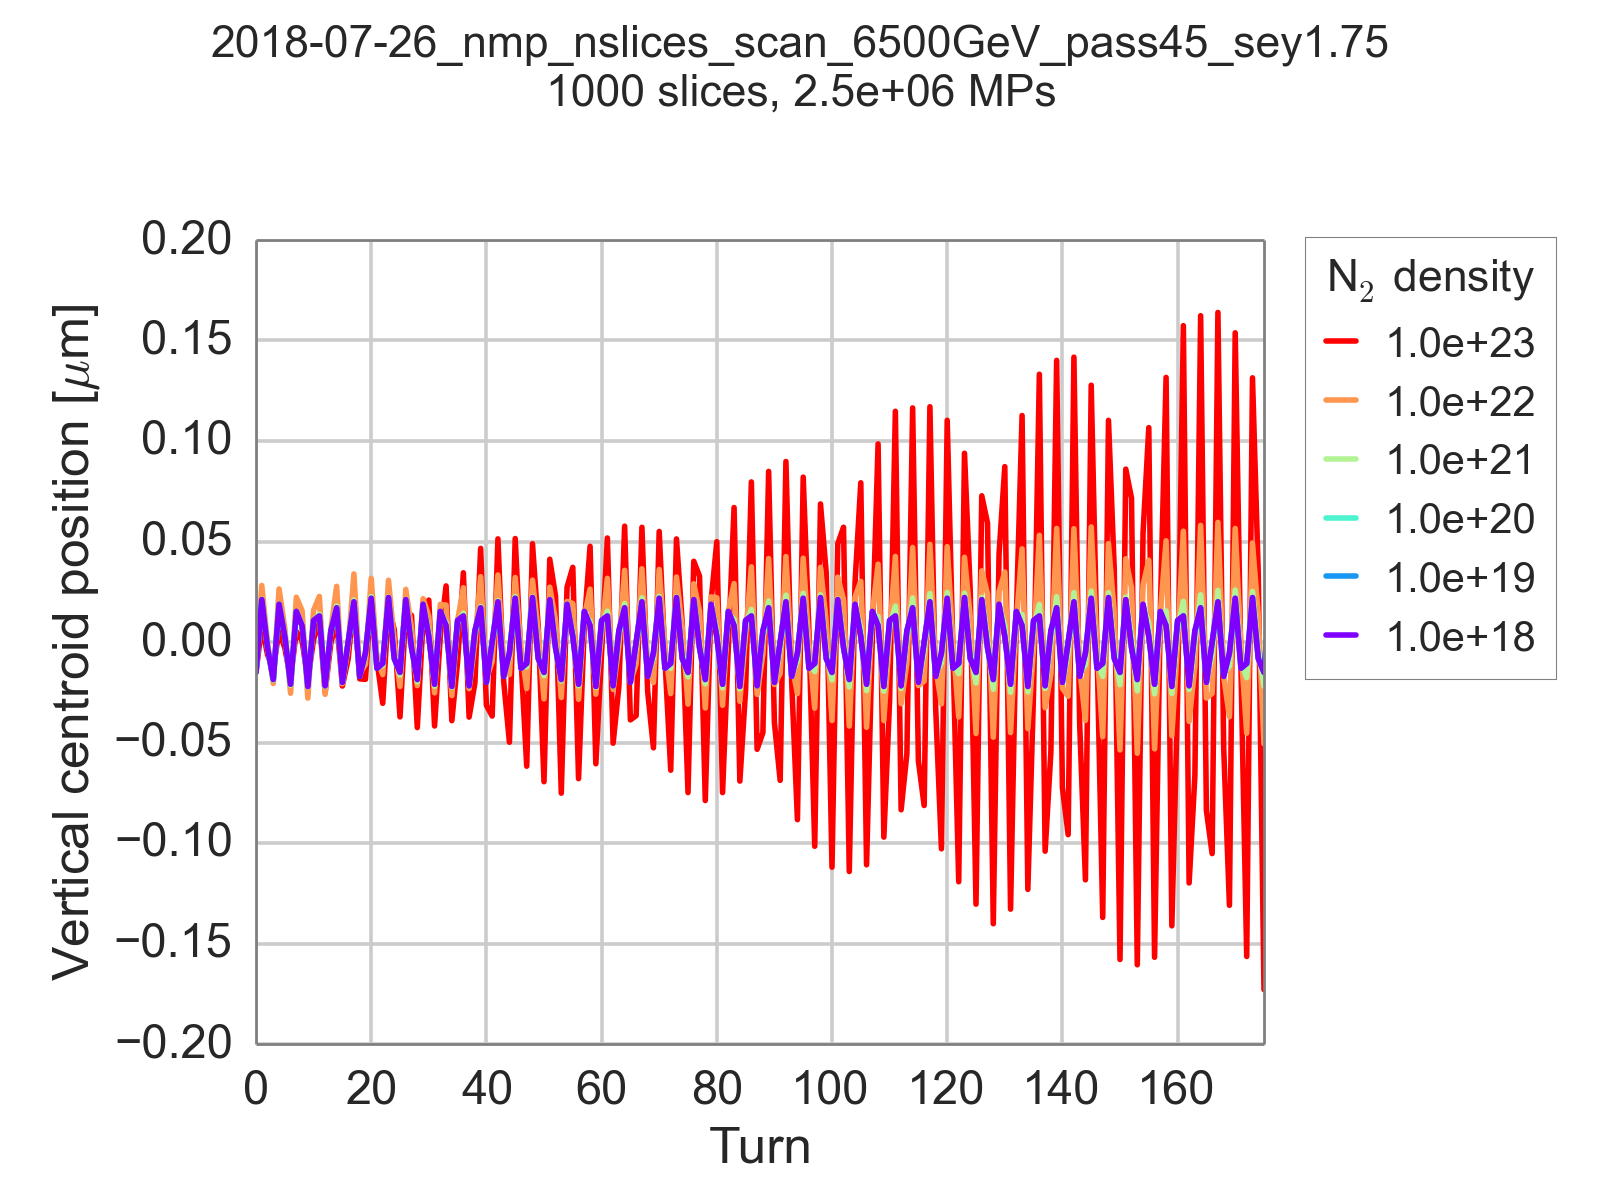 2018-07-26_nmp_nslices_scan_6500GeV_pass45_sey1.75
1000 slices, 2.5e+06 MPs
Vertical centroid position [μm]
0.20
0.15
0.10
0.05
0.00
−0.05
−0.10
−0.15
−0.20
0 20 40 60 80 100 120 140 160
Turn
N₂ density
1.0e+23
1.0e+22
1.0e+21
1.0e+20
1.0e+19
1.0e+18